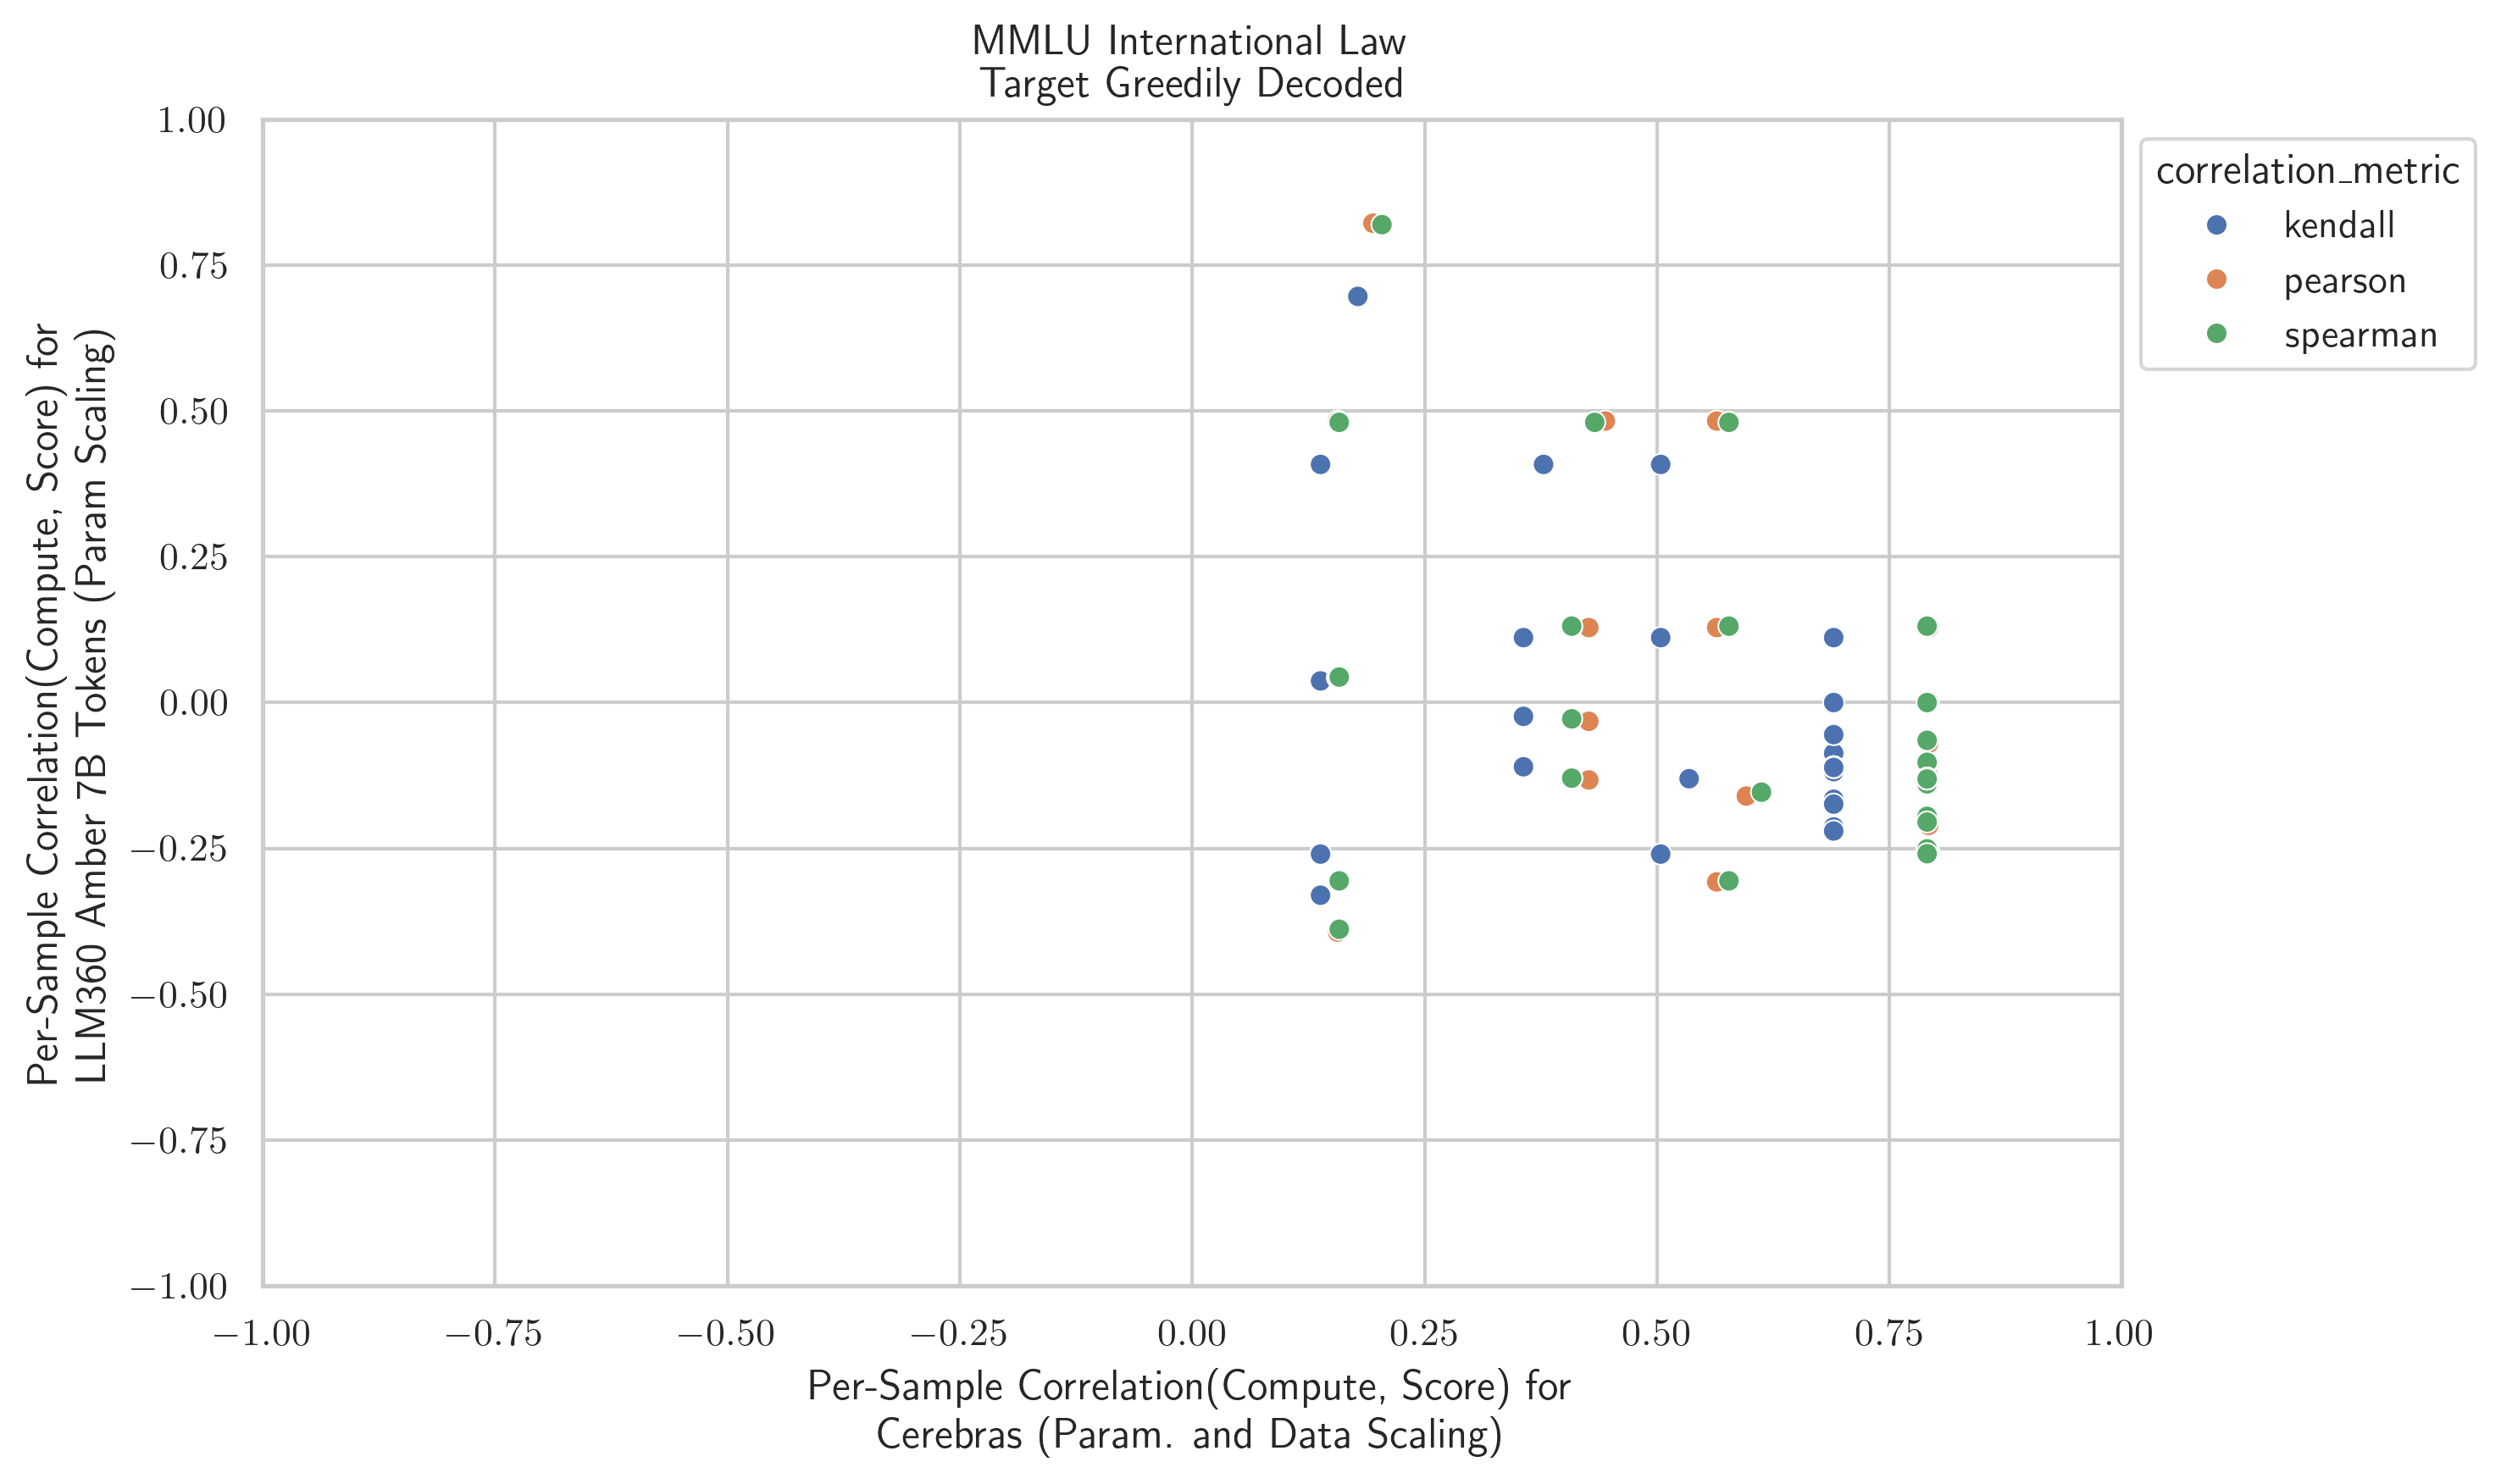 MMLU International Law
Target Greedily Decoded
1.00
0.75
0.50
0.25
0.00
−0.25
−0.50
−0.75
−1.00
Per-Sample Correlation(Compute, Score) for
LLM360 Amber 7B Tokens (Param Scaling)
−1.00 −0.75 −0.50 −0.25 0.00 0.25 0.50 0.75 1.00
Per-Sample Correlation(Compute, Score) for
Cerebras (Param. and Data Scaling)
correlation_metric
kendall
pearson
spearman